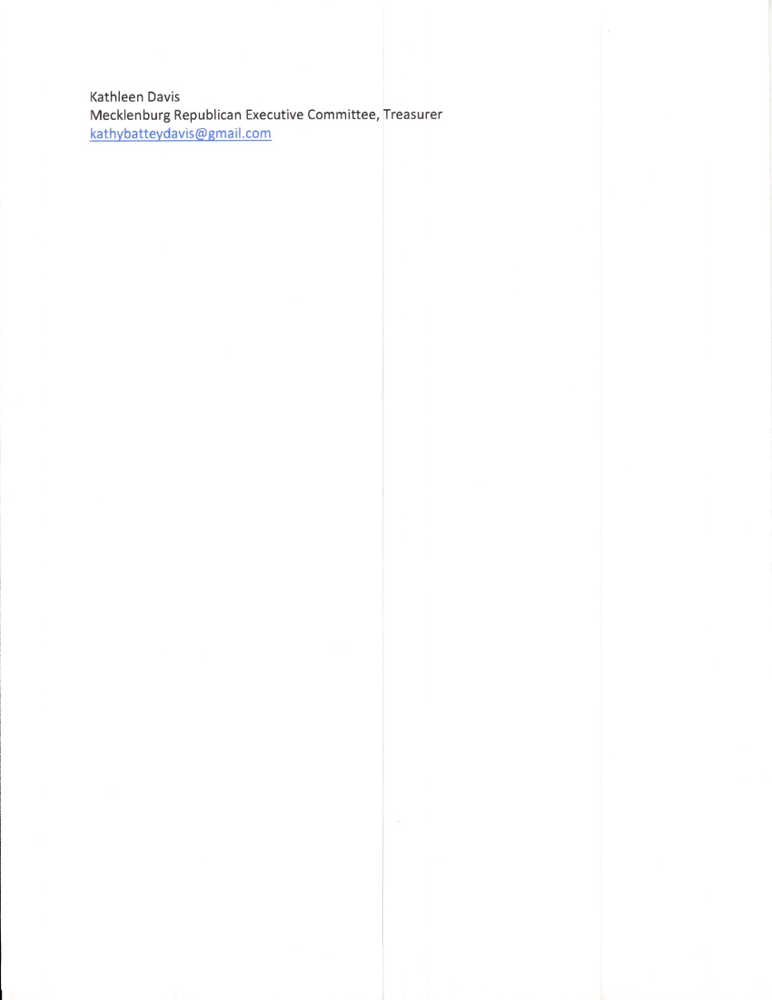 Kathleen Davis
Mecklenburg Republican Executive Committee, Treasurer
kathybatteydavis@gmail.com